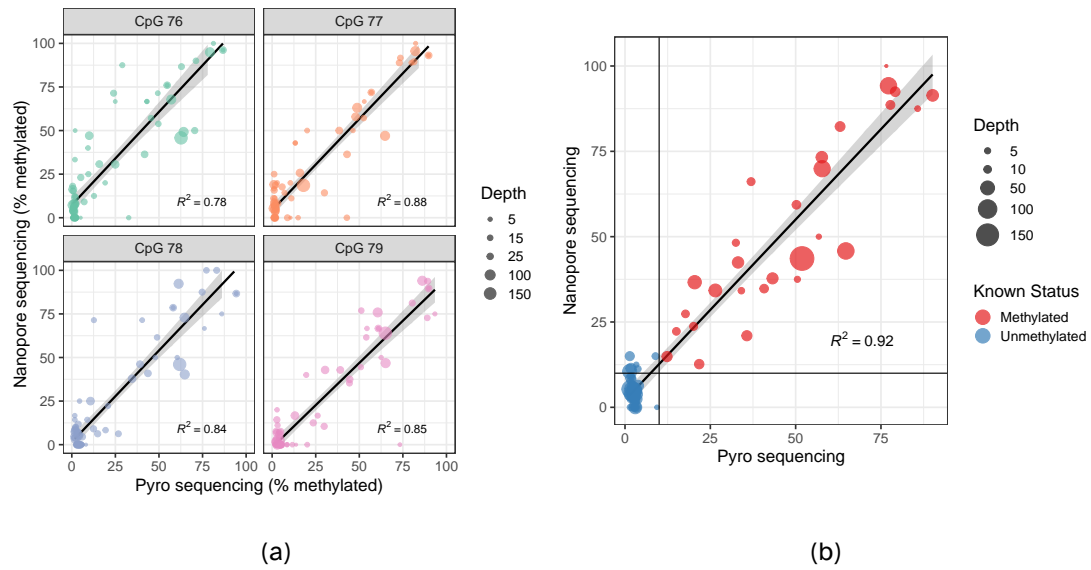 CpG 76
CpG 77
100
75
50
25
0
R² = 0.78
R² = 0.88
CpG 78
CpG 79
100
75
50
25
0
R² = 0.84
R² = 0.85
0 25 50 75 100
0 25 50 75 100
Pyro sequencing (% methylated)
Nanopore sequencing (% methylated)
Depth
5
15
25
100
150
(a)
100
75
50
25
0
R² = 0.92
0 25 50 75
Pyro sequencing
Nanopore sequencing
Depth
5
10
50
100
150
Known Status
Methylated
Unmethylated
(b)